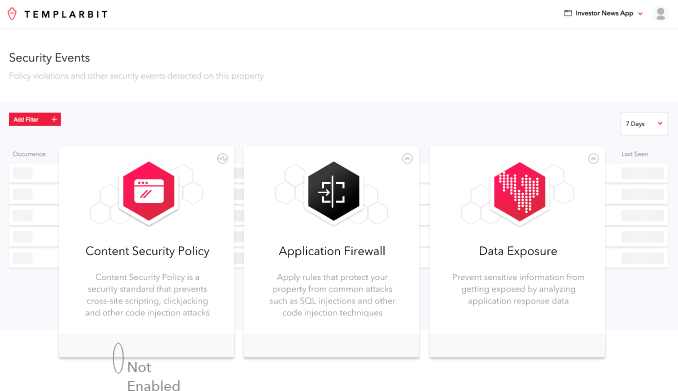 TEMPLARBIT
Investor News App
Security Events
Policy violations and other security events detected on this property
Add Filter +
7 Days
Occurrence
Last Seen
Content Security Policy
Content Security Policy is a
security standard that prevents
cross-site scripting, clickjacking
and other code injection attacks
Application Firewall
Apply rules that protect your
property from common attacks
such as SQL injections and other
code injection techniques
Data Exposure
Prevent sensitive information from
getting exposed by analyzing
application response data
Not
Enabled